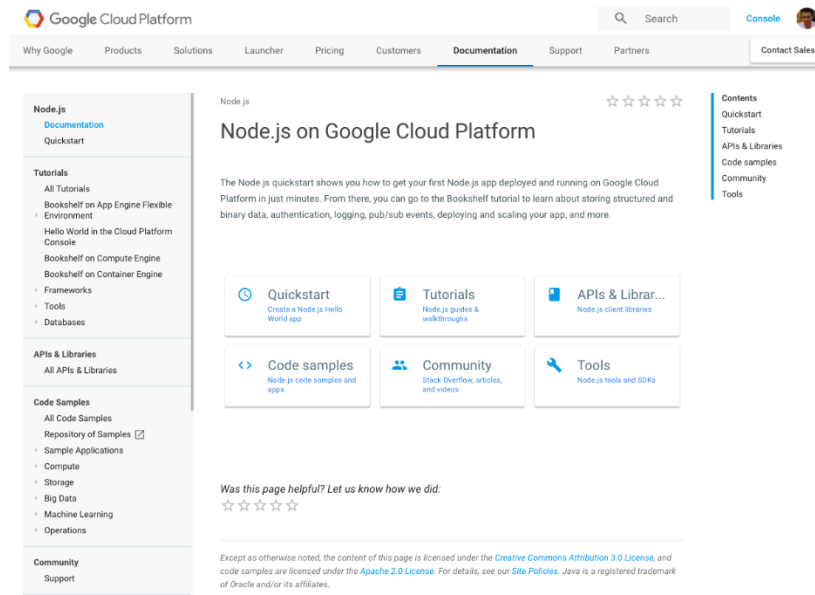 Google Cloud Platform
Search
Console
Why Google Products Solutions Launcher Pricing Customers Documentation Support Partners Contact Sales
Node.js
Documentation
Quickstart
Tutorials
All Tutorials
Bookshelf on App Engine Flexible
Environment
Hello World in the Cloud Platform
Console
Bookshelf on Compute Engine
Bookshelf on Container Engine
Frameworks
Tools
Databases
APIs & Libraries
All APIs & Libraries
Code Samples
All Code Samples
Repository of Samples
Sample Applications
Compute
Storage
Big Data
Machine Learning
Operations
Community
Support
Node.js
Node.js on Google Cloud Platform
The Node.js quickstart shows you how to get your first Node.js app deployed and running on Google Cloud
Platform in just minutes. From there, you can go to the Bookshelf tutorial to learn about storing structured and
binary data, authentication, logging, pub/sub events, deploying and scaling your app, and more.
Quickstart
Create a Node.js Hello
World app
Tutorials
Node.js guides &
walkthroughs
APIs & Librar...
Node.js client libraries
Code samples
Node.js code samples and
apps
Community
Stack Overflow, articles,
and videos
Tools
Node.js tools and SDKs
Was this page helpful? Let us know how we did:
Except as otherwise noted, the content of this page is licensed under the Creative Commons Attribution 3.0 License, and
code samples are licensed under the Apache 2.0 License. For details, see our Site Policies. Java is a registered trademark
of Oracle and/or its affiliates.
Contents
Quickstart
Tutorials
APIs & Libraries
Code samples
Community
Tools